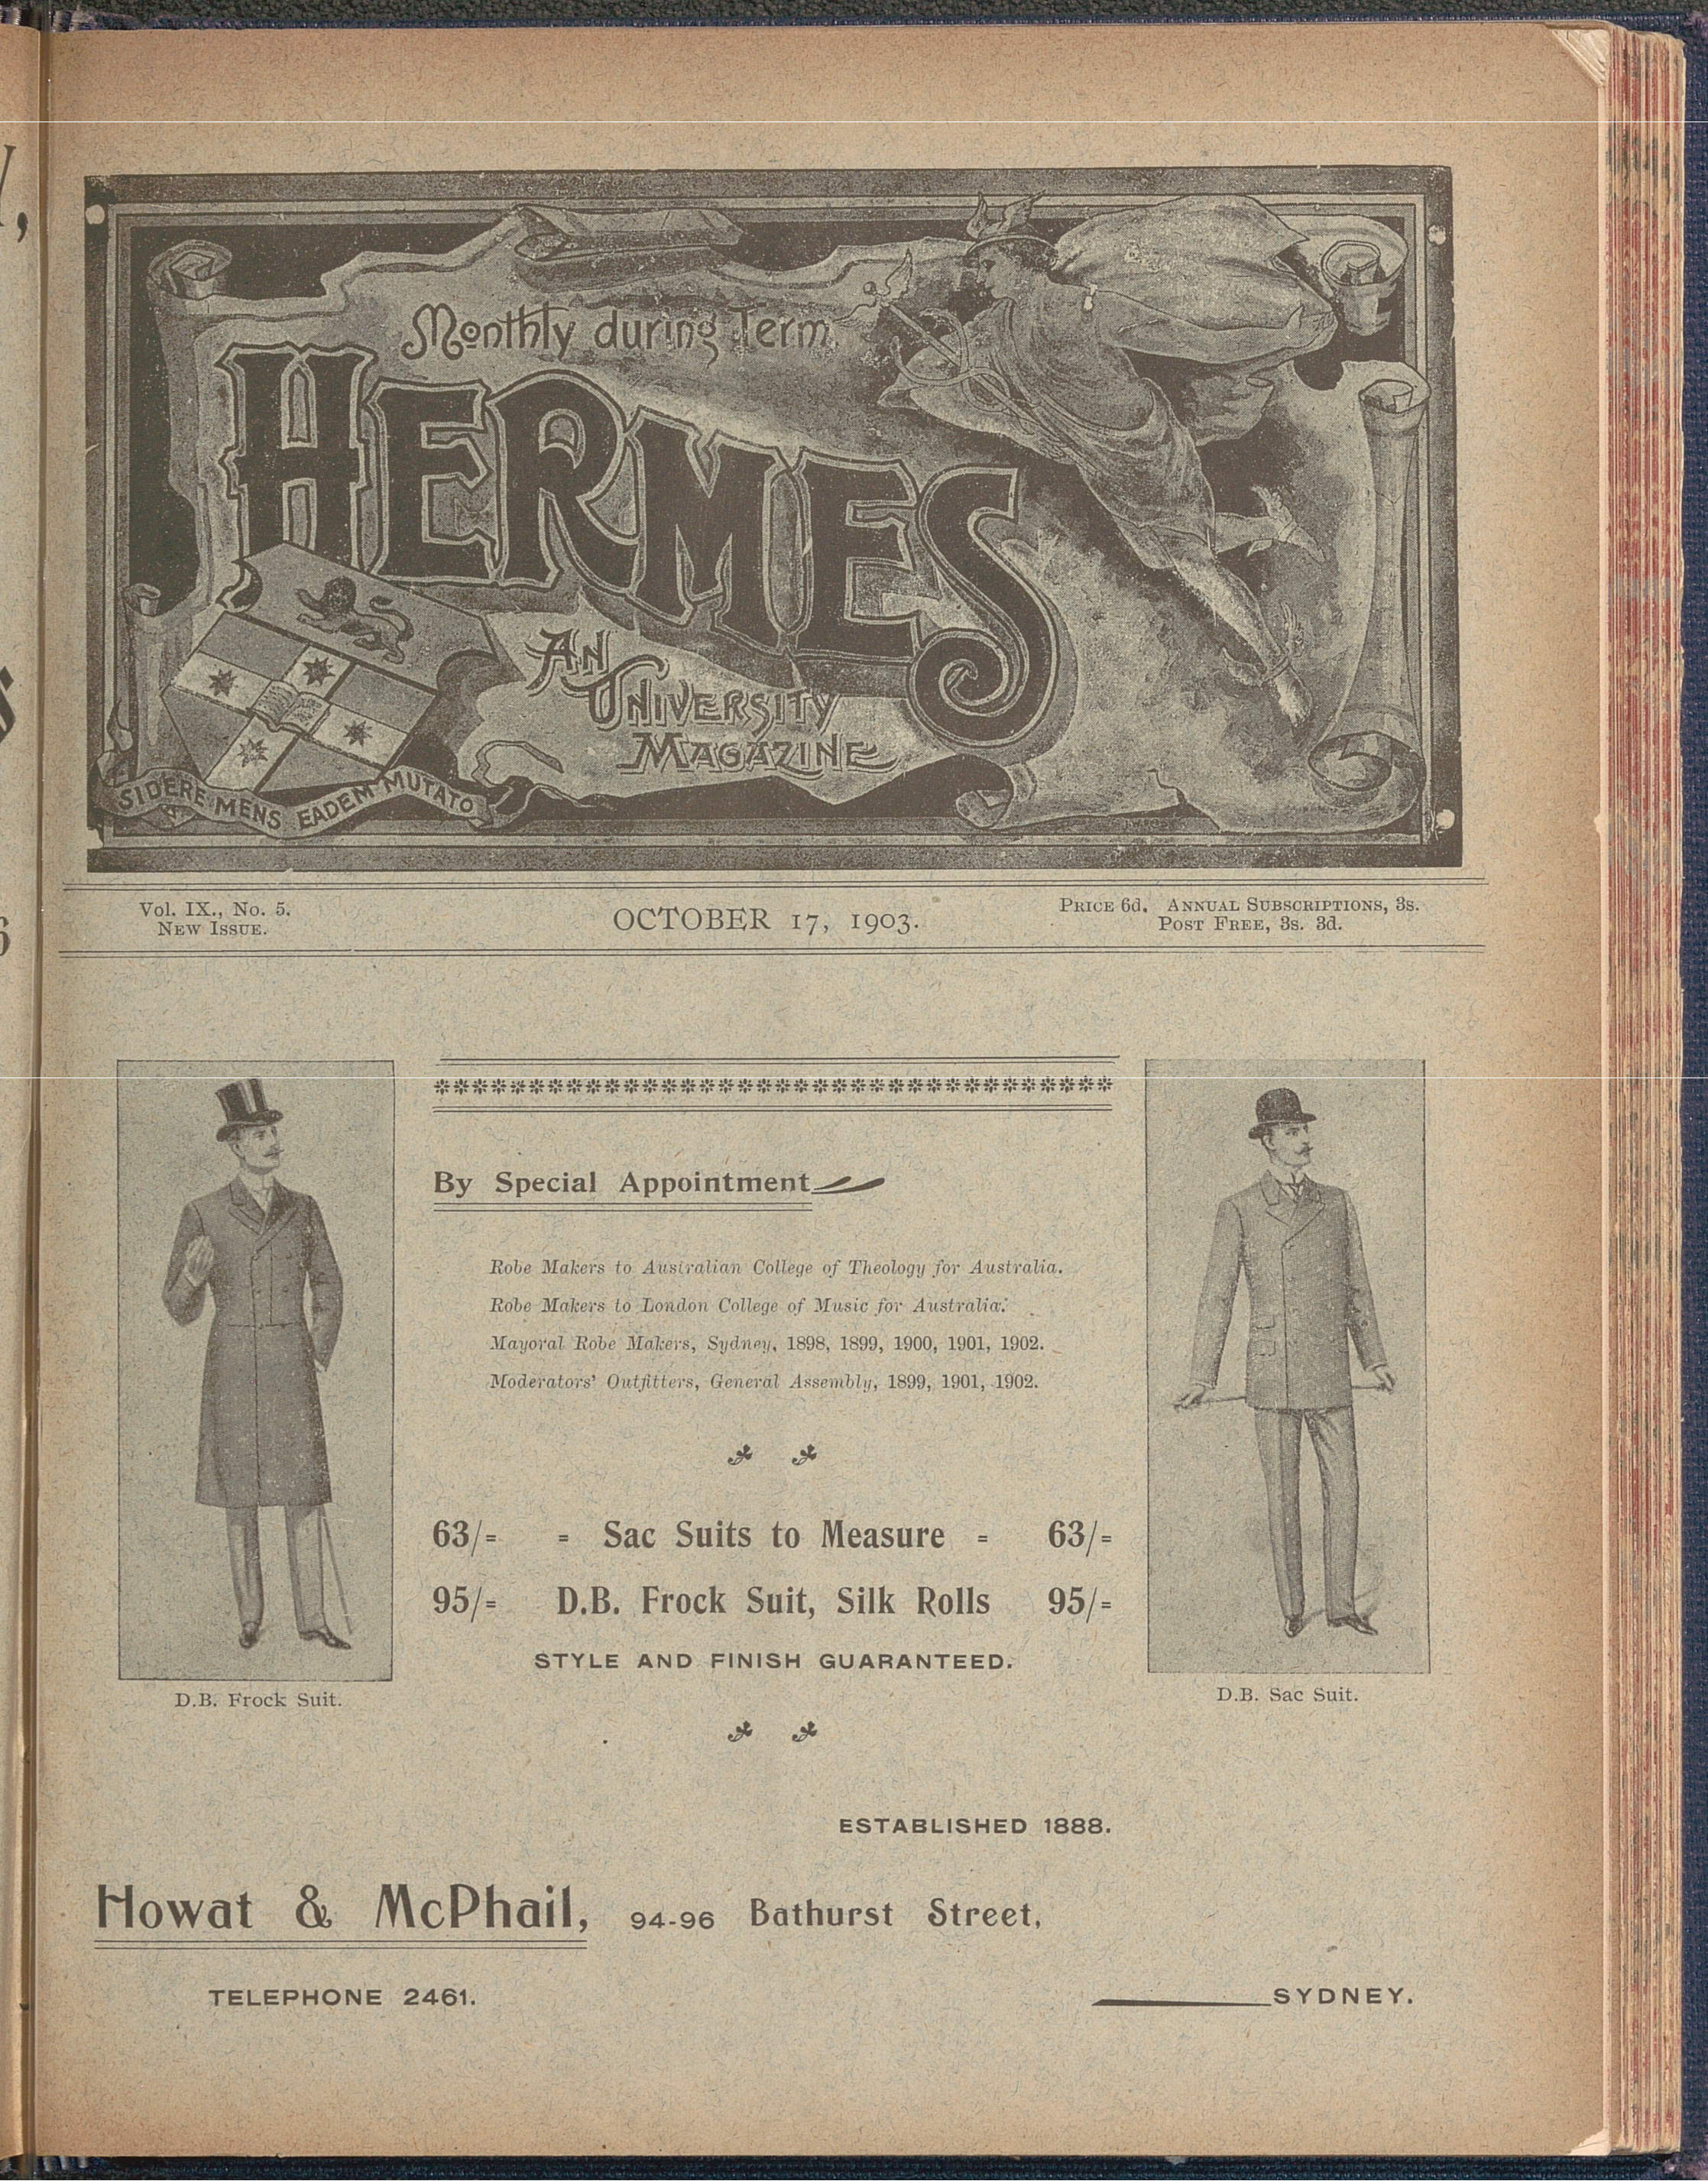 Monthly during Term.
HERMES
AN
UNIVERSITY
MAGAZINE
SIDERE MENS EADEM MUTATO
Vol. IX., No. 5.
NEW ISSUE.
OCTOBER 17, 1903.
PRICE 6d. ANNUAL SUBSCRIPTIONS, 3s.
POST FREE, 3s. 3d.
By Special Appointment
Robe Makers to Australian College of Theology for Australia.
Robe Makers to London College of Music for Australia.
Mayoral Robe Makers, Sydney, 1898, 1899, 1900, 1901, 1902.
Moderators' Outfitters, General Assembly, 1899, 1901, 1902.
63/= = Sac Suits to Measure = 63/=
95/= D.B. Frock Suit, Silk Rolls 95/=
STYLE AND FINISH GUARANTEED.
D.B. Frock Suit.
D.B. Sac Suit.
ESTABLISHED 1888.
Howat & McPhail, 94-96 Bathurst Street,
TELEPHONE 2461.
SYDNEY.